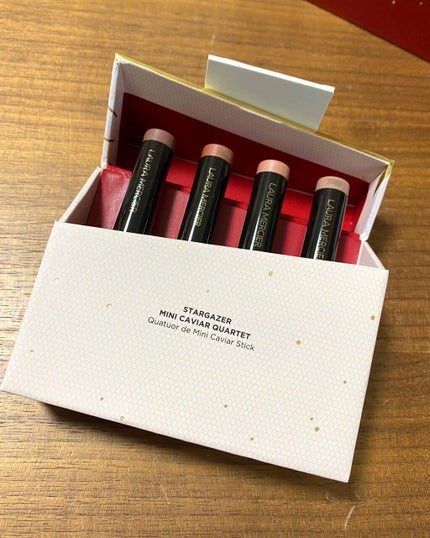 LAURA MERCIER
LAURA MERCIER
LAURA MERCIER
LAURA MERCIER
STARGAZER
MINI CAVIAR QUARTET
Quatuor de Mini Caviar Stick